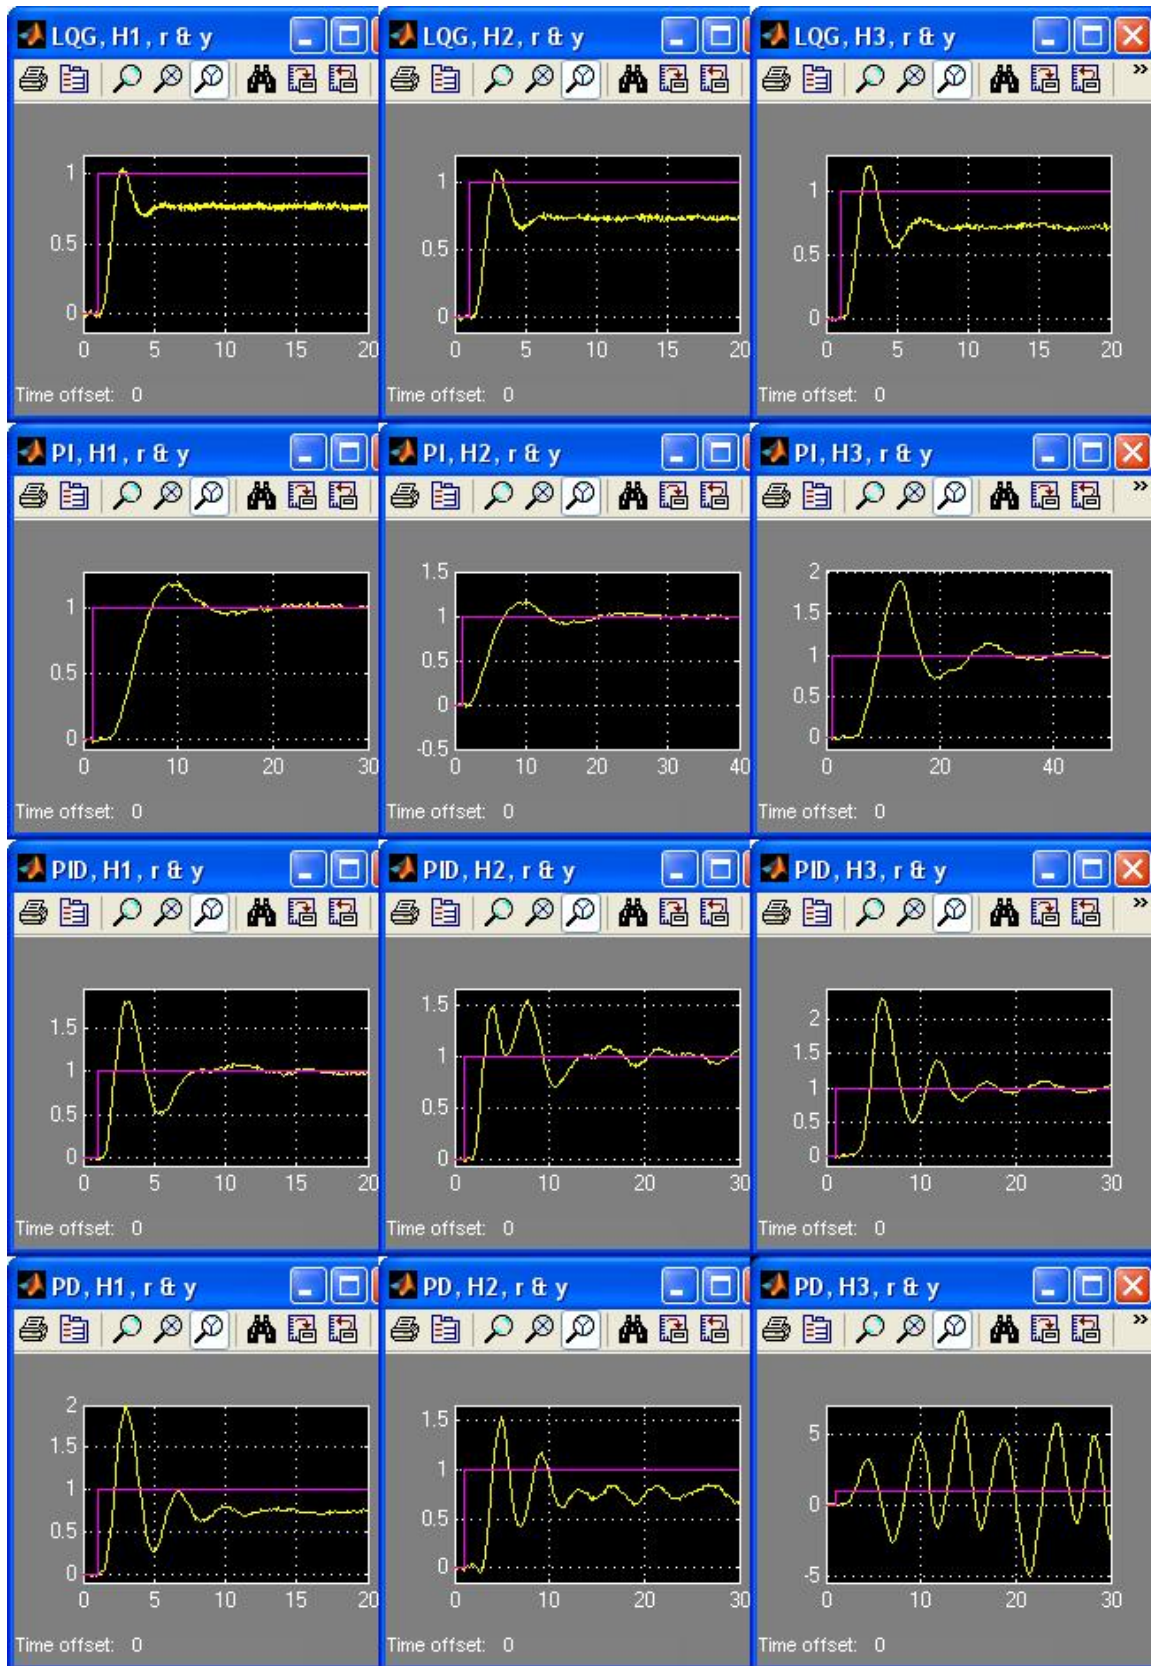 LQG, H1, r & y
LQG, H2, r & y
LQG, H3, r & y
»
1
0.5
0
0 5 10 15 20
Time offset: 0
1
0.5
0
0 5 10 15 20
Time offset: 0
1
0.5
0
0 5 10 15 20
Time offset: 0
PI, H1, r & y
PI, H2, r & y
PI, H3, r & y
»
1
0.5
0
0 10 20 30
Time offset: 0
1.5
1
0.5
0
-0.5
0 10 20 30 40
Time offset: 0
2
1.5
1
0.5
0
0 20 40
Time offset: 0
PID, H1, r & y
PID, H2, r & y
PID, H3, r & y
»
1.5
1
0.5
0
0 5 10 15 20
Time offset: 0
1.5
1
0.5
0
0 10 20 30
Time offset: 0
2
1.5
1
0.5
0
0 10 20 30
Time offset: 0
PD, H1, r & y
PD, H2, r & y
PD, H3, r & y
»
2
1.5
1
0.5
0
0 5 10 15 20
Time offset: 0
1.5
1
0.5
0
0 10 20 30
Time offset: 0
5
0
-5
0 10 20 30
Time offset: 0